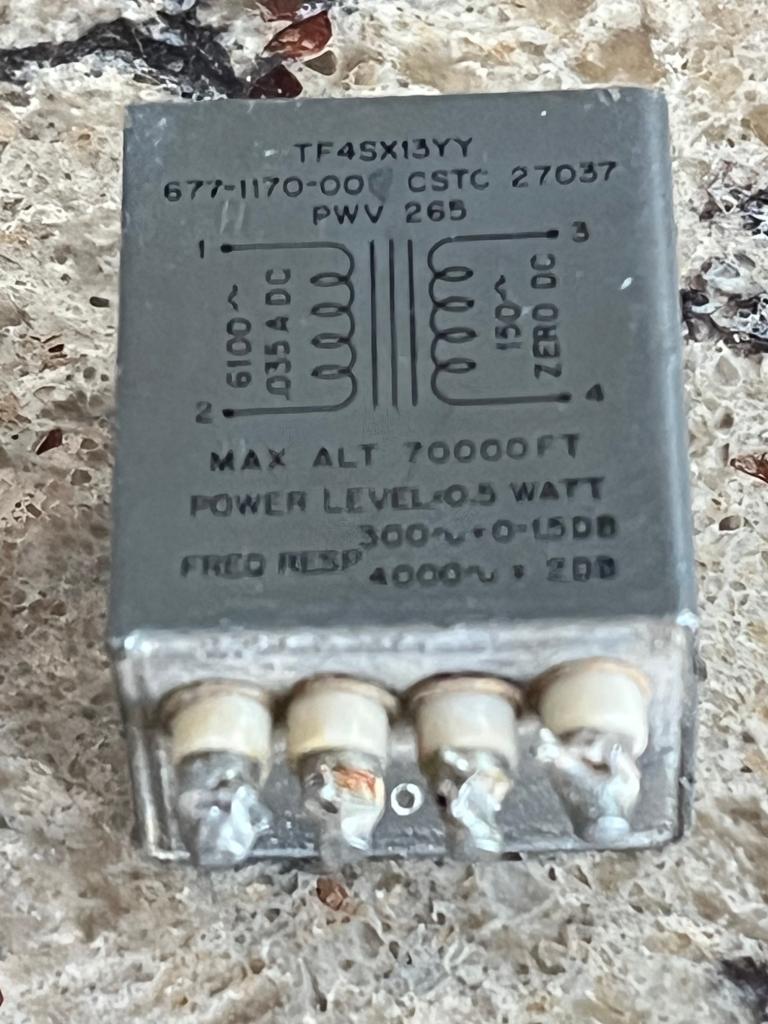 TF4SX13YY
677-1170-00 CSTC 27037
PWV 265
1
3
6100~
.035 A DC
150~
ZERO DC
2
4
MAX ALT 70000FT
POWER LEVEL 0.5 WATT
300~ +0-1.5DB
FREQ RESP
4000~ ± 2DB